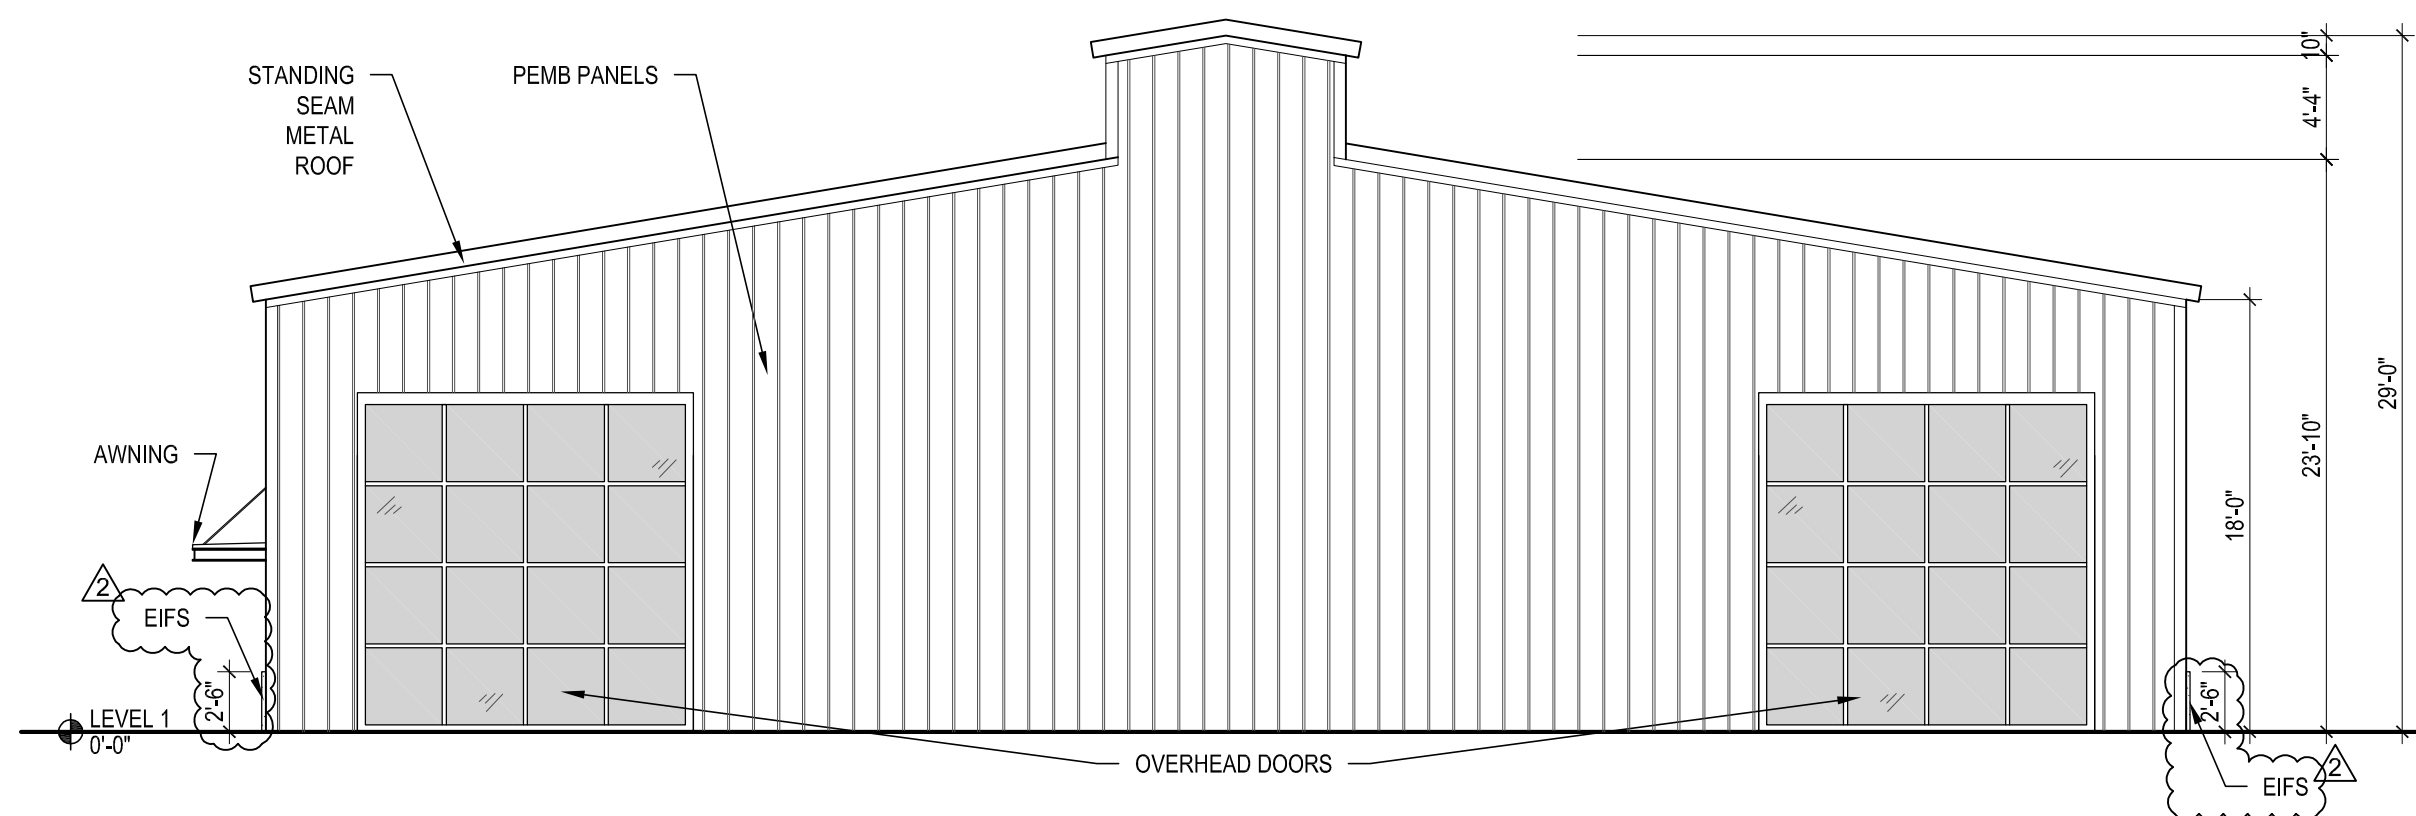 STANDING
SEAM
METAL
ROOF
PEMB PANELS
10"
4'-4"
23'-10"
29'-0"
18'-0"
AWNING
2
EIFS
2'-6"
LEVEL 1
0'-0"
OVERHEAD DOORS
2'-6"
2
EIFS